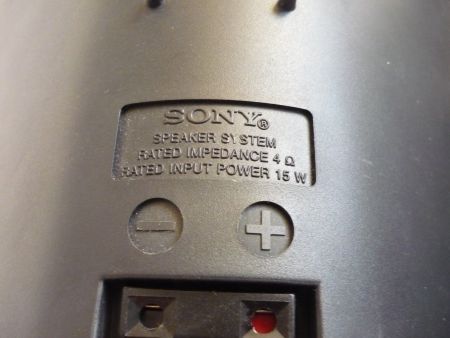 SONY®
SPEAKER SYSTEM
RATED IMPEDANCE 4 Ω
RATED INPUT POWER 15 W
− +